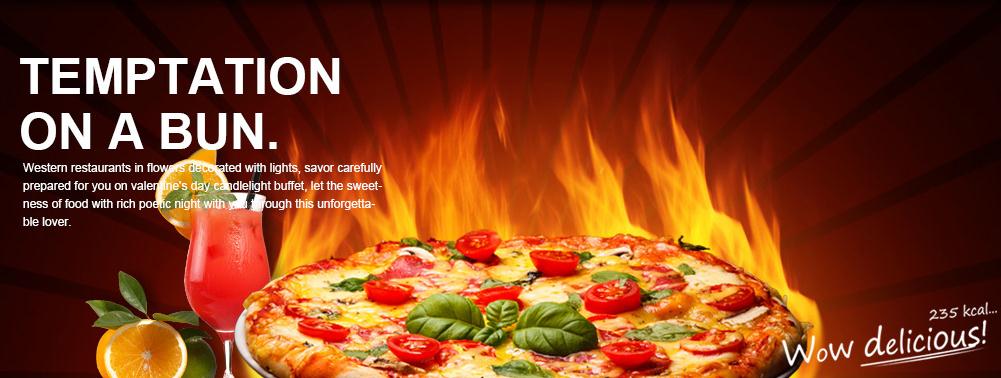 TEMPTATION
ON A BUN.
Western restaurants in flowers decorated with lights, savor carefully
prepared for you on valentine's day candlelight buffet, let the sweet-
ness of food with rich poetic night with you through this unforgetta-
ble lover.
235 kcal...
Wow delicious!